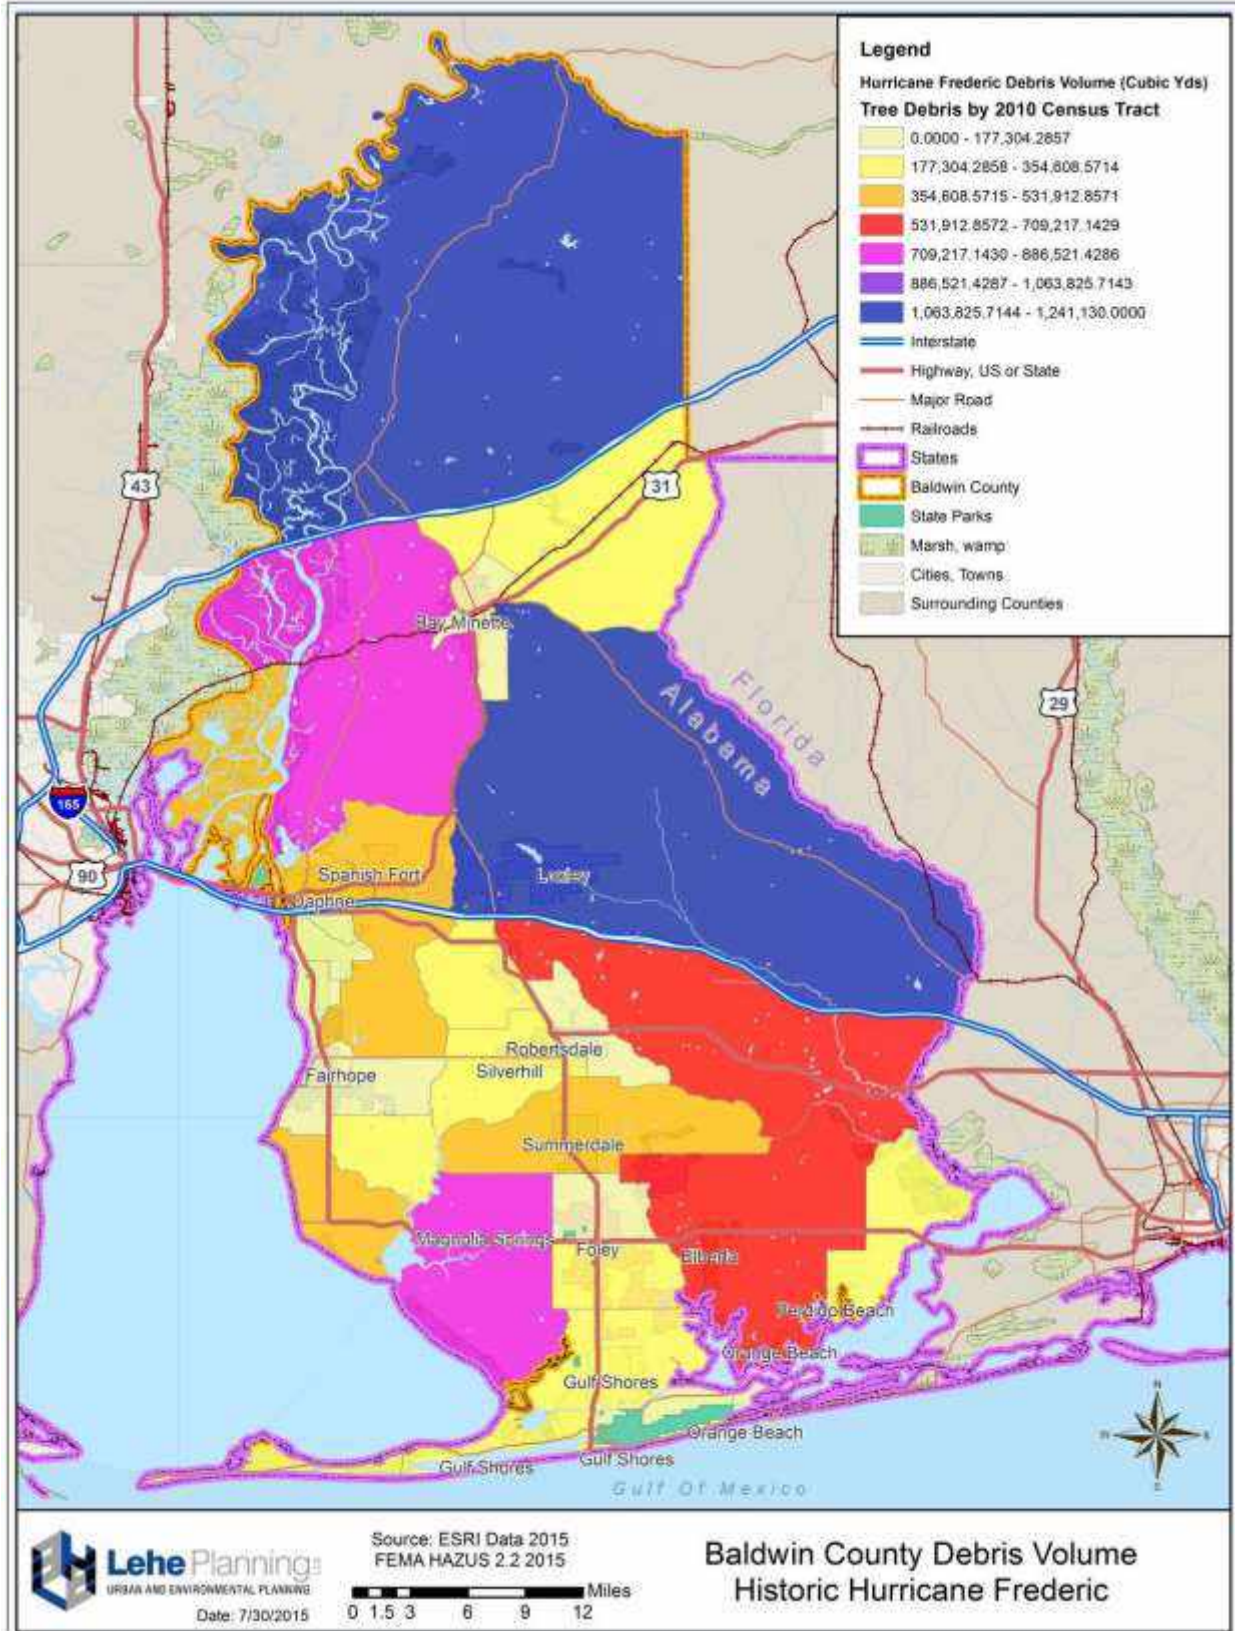 Legend
Hurricane Frederic Debris Volume (Cubic Yds)
Tree Debris by 2010 Census Tract
0.0000 - 177,304.2857
177,304.2858 - 354,608.5714
354,608.5715 - 531,912.8571
531,912.8572 - 709,217.1429
709,217.1430 - 886,521.4286
886,521.4287 - 1,063,825.7143
1,063,825.7144 - 1,241,130.0000
Interstate
Highway, US or State
Major Road
Railroads
States
Baldwin County
State Parks
Marsh, wamp
Cities, Towns
Surrounding Counties
43
31
Bay Minette
Florida
Alabama
29
165
90
Spanish Fort
Loxley
Daphne
Robertsdale
Silverhill
Fairhope
Summerdale
Magnolia Springs
Foley
Elberta
Perdido Beach
Orange Beach
Gulf Shores
Orange Beach
Gulf Shores
Gulf Shores
Gulf Of Mexico
N
Lehe Planning
URBAN AND ENVIRONMENTAL PLANNING
Date: 7/30/2015
Source: ESRI Data 2015
FEMA HAZUS 2.2 2015
Miles
0 1.5 3 6 9 12
Baldwin County Debris Volume
Historic Hurricane Frederic